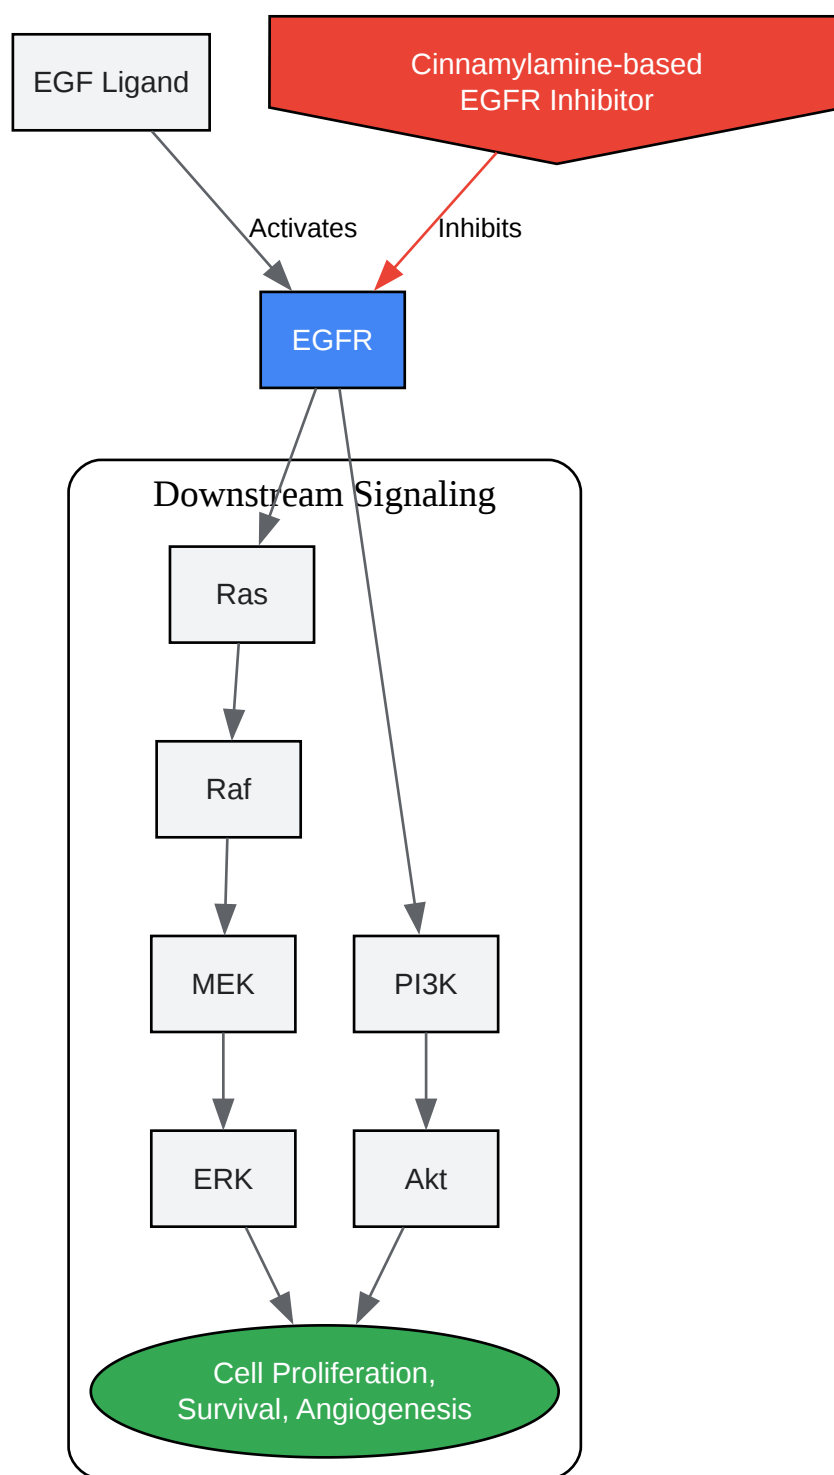 EGF Ligand
Cinnamylamine-based
EGFR Inhibitor
Activates
Inhibits
EGFR
Downstream Signaling
Ras
Raf
MEK
PI3K
ERK
Akt
Cell Proliferation,
Survival, Angiogenesis